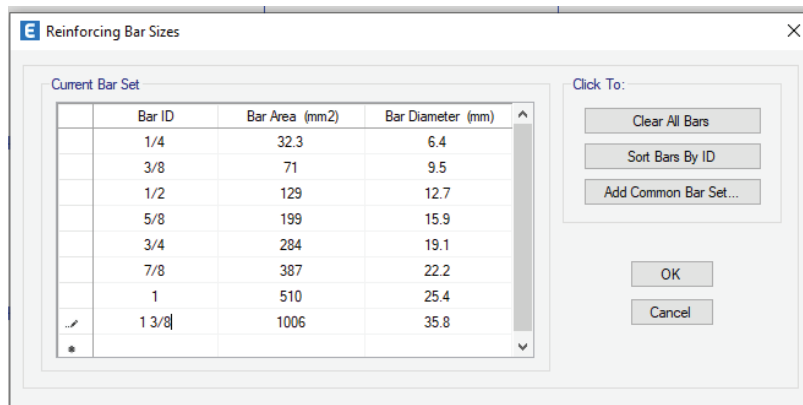 E Reinforcing Bar Sizes
Current Bar Set
Bar ID Bar Area (mm2) Bar Diameter (mm)
1/4 32.3 6.4
3/8 71 9.5
1/2 129 12.7
5/8 199 15.9
3/4 284 19.1
7/8 387 22.2
1 510 25.4
1 3/8 1006 35.8
Click To:
Clear All Bars
Sort Bars By ID
Add Common Bar Set...
OK
Cancel